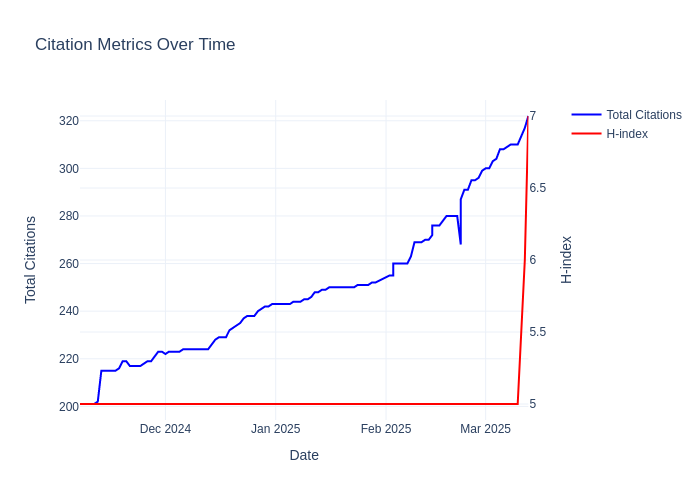 Citation Metrics Over Time
Total Citations
H-index
320
300
280
260
240
220
200
7
6.5
6
5.5
5
Total Citations
H-index
Dec 2024
Jan 2025
Feb 2025
Mar 2025
Date